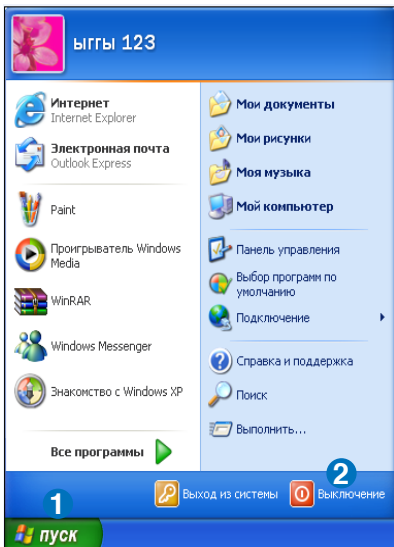 ыггы 123
Интернет
Internet Explorer
Электронная почта
Outlook Express
Paint
Проигрыватель Windows
Media
WinRAR
Windows Messenger
Знакомство с Windows XP
Все программы
Мои документы
Мои рисунки
Моя музыка
Мой компьютер
Панель управления
Выбор программ по
умолчанию
Подключение
Справка и поддержка
Поиск
Выполнить...
2
Выход из системы
Выключение
1
пуск